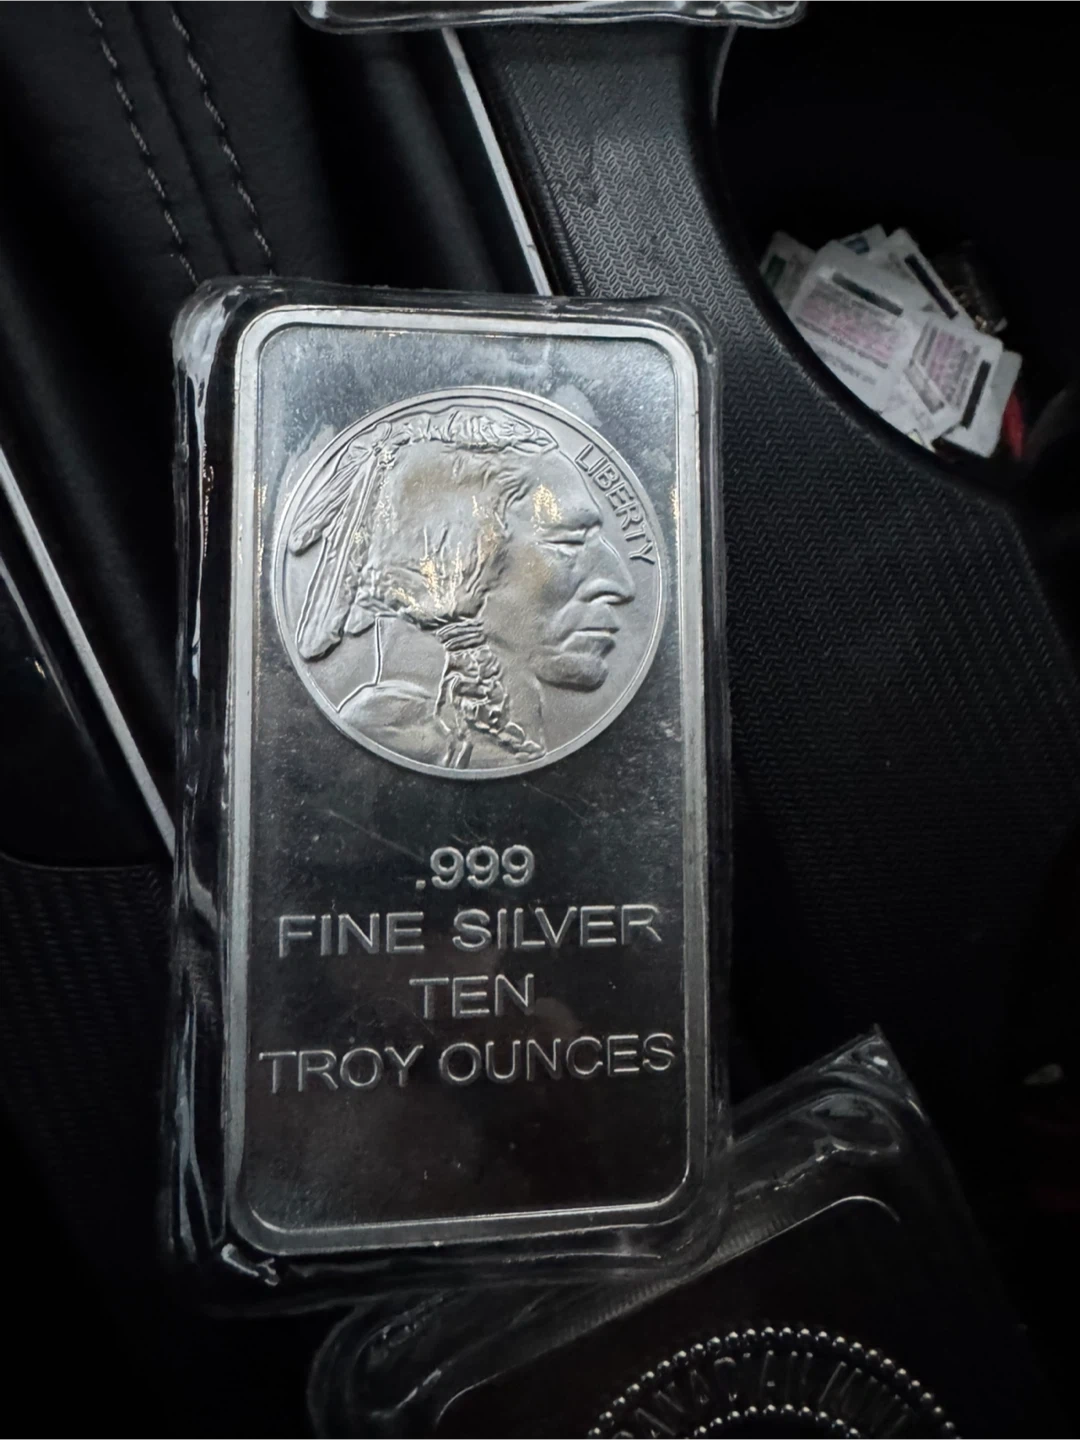 LIBERTY
.999
FINE SILVER
TEN
TROY OUNCES